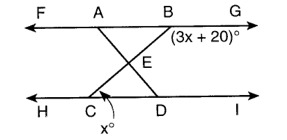 F A B G
(3x + 20)°
E
H C D I
x°